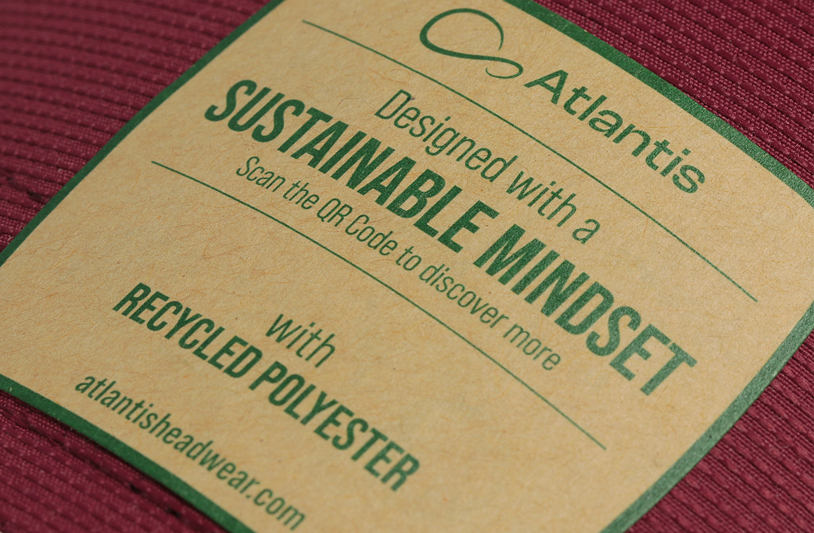 Atlantis
Designed with a
SUSTAINABLE MINDSET
Scan the QR Code to discover more
with
RECYCLED POLYESTER
atlantisheadwear.com